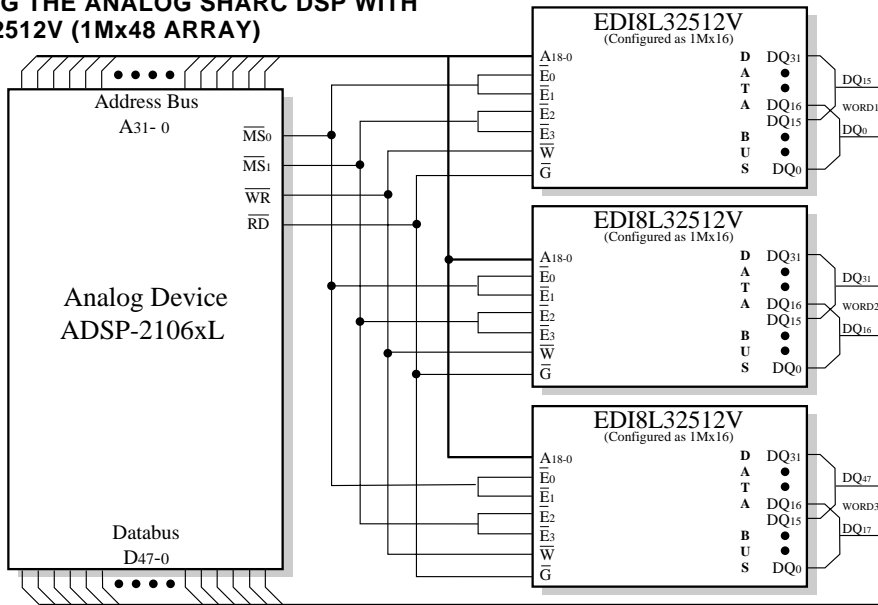 G THE ANALOG SHARC DSP WITH
2512V (1Mx48 ARRAY)
Address Bus
A31- 0
MS0
MS1
WR
RD
Analog Device
ADSP-2106xL
Databus
D47-0
EDI8L32512V
(Configured as 1Mx16)
A18-0
E0
E1
E2
E3
W
G
D
A
T
A
B
U
S
DQ31
DQ16
DQ15
DQ0
DQ15
WORD1
DQ0
EDI8L32512V
(Configured as 1Mx16)
A18-0
E0
E1
E2
E3
W
G
D
A
T
A
B
U
S
DQ31
DQ16
DQ15
DQ0
DQ31
WORD2
DQ16
EDI8L32512V
(Configured as 1Mx16)
A18-0
E0
E1
E2
E3
W
G
D
A
T
A
B
U
S
DQ31
DQ16
DQ15
DQ0
DQ47
WORD3
DQ17